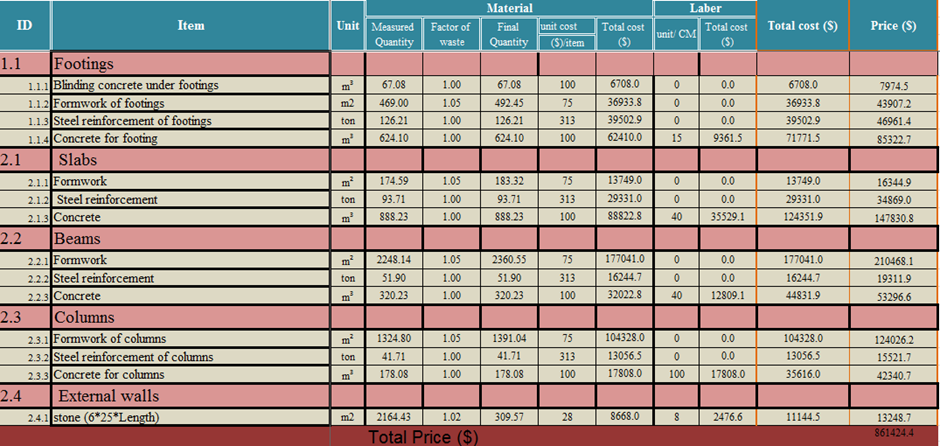 Material Laber
ID Item Unit Measured Quantity Factor of waste Final Quantity unit cost ($)/item Total cost ($) unit/ CM Total cost ($) Total cost ($) Price ($)
1.1 Footings
1.1.1 Blinding concrete under footings m³ 67.08 1.00 67.08 100 6708.0 0 0.0 6708.0 7974.5
1.1.2 Formwork of footings m2 469.00 1.05 492.45 75 36933.8 0 0.0 36933.8 43907.2
1.1.3 Steel reinforcement of footings ton 126.21 1.00 126.21 313 39502.9 0 0.0 39502.9 46961.4
1.1.4 Concrete for footing m³ 624.10 1.00 624.10 100 62410.0 15 9361.5 71771.5 85322.7
2.1 Slabs
2.1.1 Formwork m² 174.59 1.05 183.32 75 13749.0 0 0.0 13749.0 16344.9
2.1.2 Steel reinforcement ton 93.71 1.00 93.71 313 29331.0 0 0.0 29331.0 34869.0
2.1.3 Concrete m³ 888.23 1.00 888.23 100 88822.8 40 35529.1 124351.9 147830.8
2.2 Beams
2.2.1 Formwork m² 2248.14 1.05 2360.55 75 177041.0 0 0.0 177041.0 210468.1
2.2.2 Steel reinforcement ton 51.90 1.00 51.90 313 16244.7 0 0.0 16244.7 19311.9
2.2.3 Concrete m³ 320.23 1.00 320.23 100 32022.8 40 12809.1 44831.9 53296.6
2.3 Columns
2.3.1 Formwork of columns m² 1324.80 1.05 1391.04 75 104328.0 0 0.0 104328.0 124026.2
2.3.2 Steel reinforcement of columns ton 41.71 1.00 41.71 313 13056.5 0 0.0 13056.5 15521.7
2.3.3 Concrete for columns m³ 178.08 1.00 178.08 100 17808.0 100 17808.0 35616.0 42340.7
2.4 External walls
2.4.1 stone (6*25*Length) m2 2164.43 1.02 309.57 28 8668.0 8 2476.6 11144.5 13248.7
Total Price ($) 861424.4